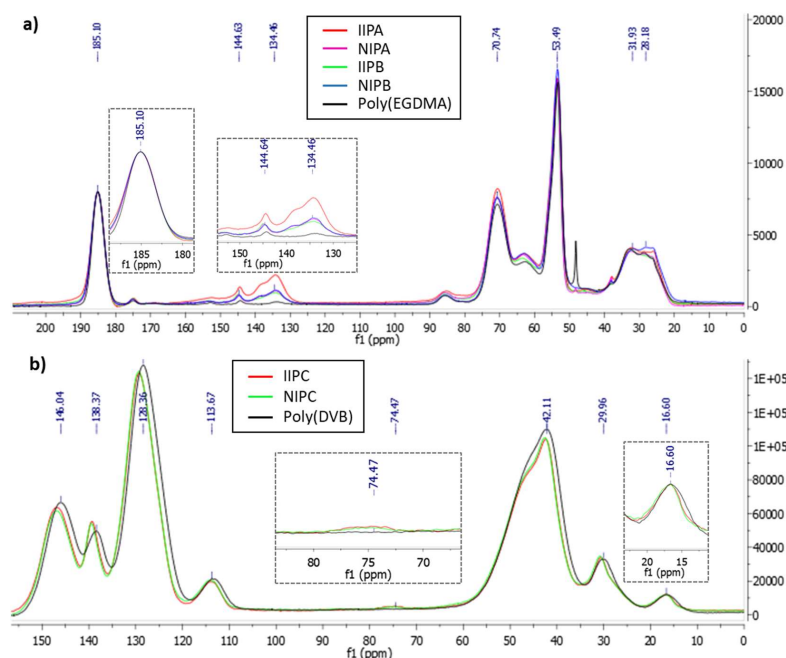 a)
—185.10
—144.63
—134.46
—70.74
—53.49
—31.93
—28.18
IIPA
NIPA
IIPB
NIPB
Poly(EGDMA)
20000
15000
10000
5000
0
—185.10
185 180
f1 (ppm)
—144.64
—134.46
150 140 130
f1 (ppm)
200 190 180 170 160 150 140 130 120 110 100 90 80 70 60 50 40 30 20 10 0
f1 (ppm)
b)
—146.04
—138.37
—128.36
—113.67
—74.47
—42.11
—29.96
—16.60
IIPC
NIPC
Poly(DVB)
1E+05
1E+05
1E+05
80000
60000
40000
20000
0
—74.47
80 70
f1 (ppm)
—16.60
20 15
f1 (ppm)
150 140 130 120 110 100 90 80 70 60 50 40 30 20 10 0
f1 (ppm)